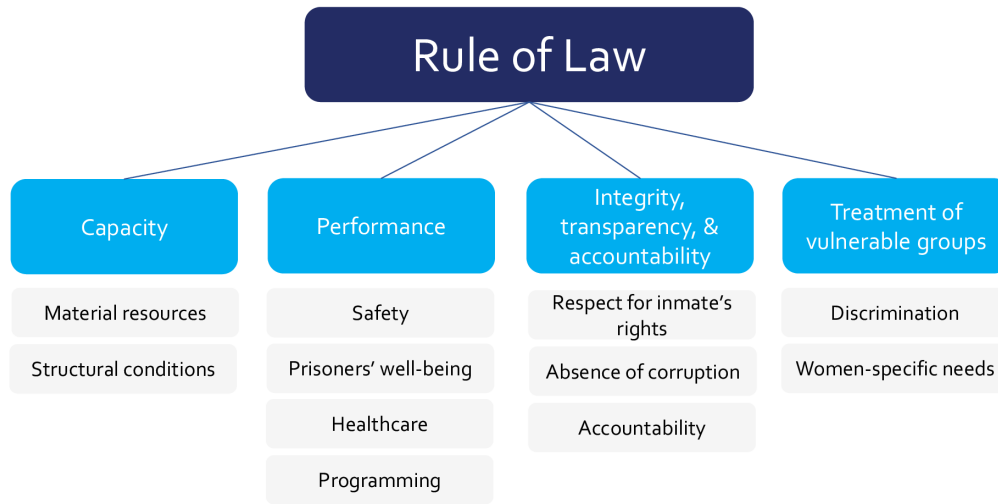 Rule of Law
Capacity
Material resources
Structural conditions
Performance
Safety
Prisoners’ well-being
Healthcare
Programming
Integrity,
transparency, &
accountability
Respect for inmate’s
rights
Absence of corruption
Accountability
Treatment of
vulnerable groups
Discrimination
Women-specific needs